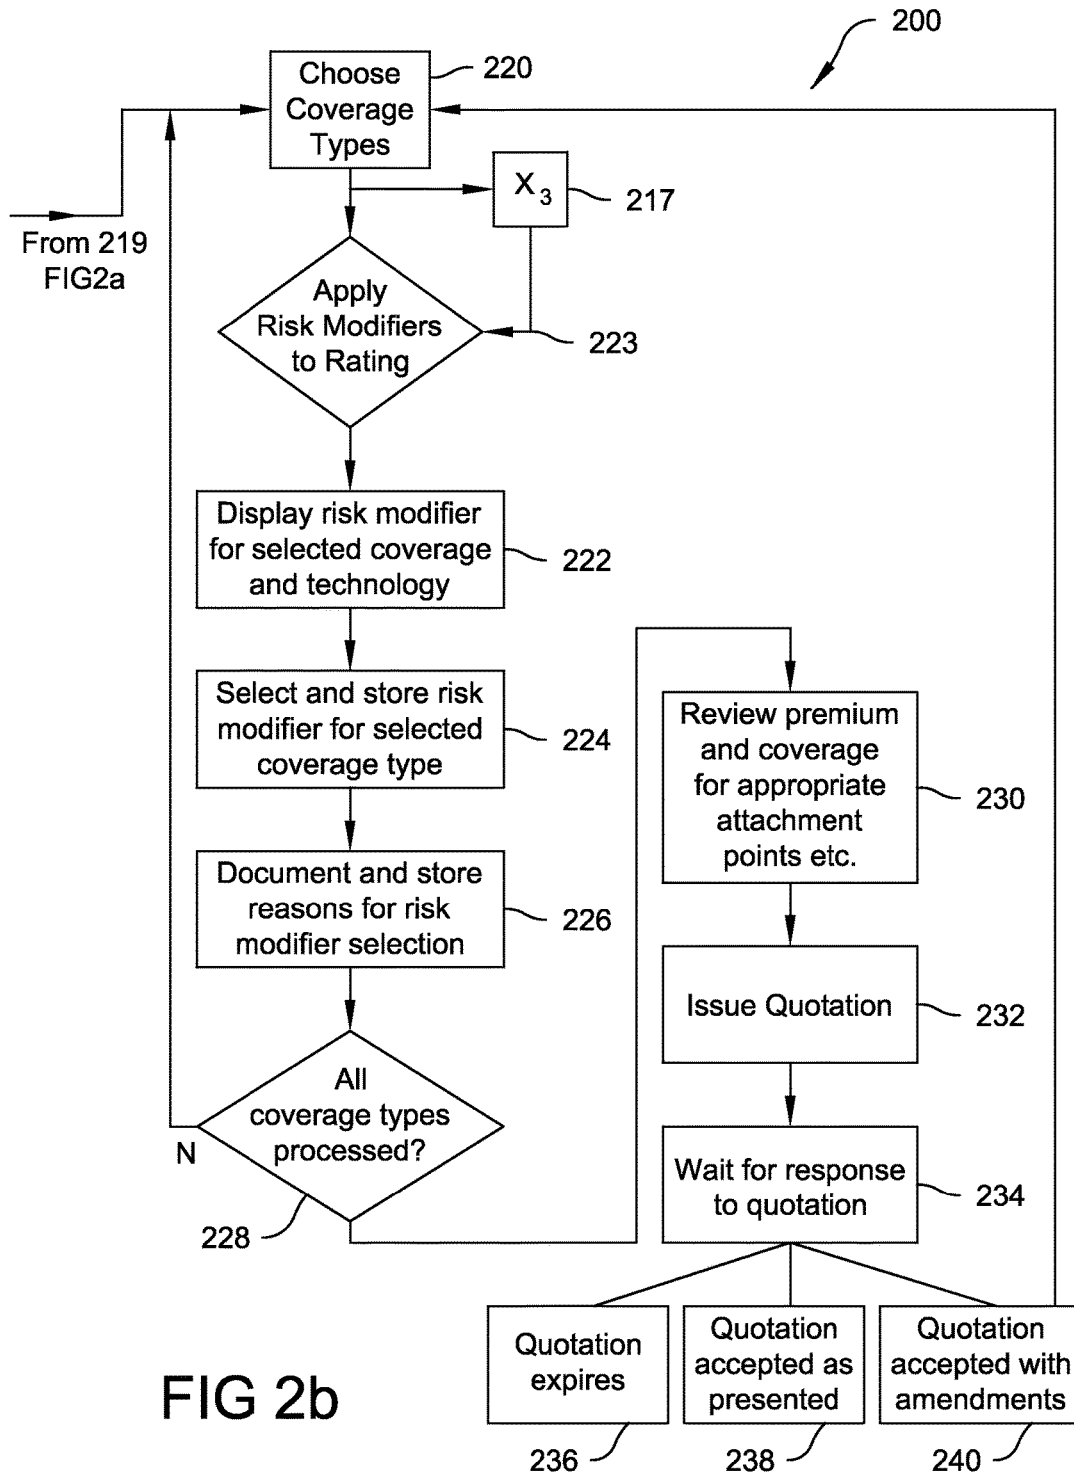 200
Choose
Coverage
Types
220
X3
217
From 219
FIG2a
Apply
Risk Modifiers
to Rating
223
Display risk modifier
for selected coverage
and technology
222
Select and store risk
modifier for selected
coverage type
224
Document and store
reasons for risk
modifier selection
226
All
coverage types
processed?
N
228
Review premium
and coverage
for appropriate
attachment
points etc.
230
Issue Quotation
232
Wait for response
to quotation
234
Quotation
expires
236
Quotation
accepted as
presented
238
Quotation
accepted with
amendments
240
FIG 2b